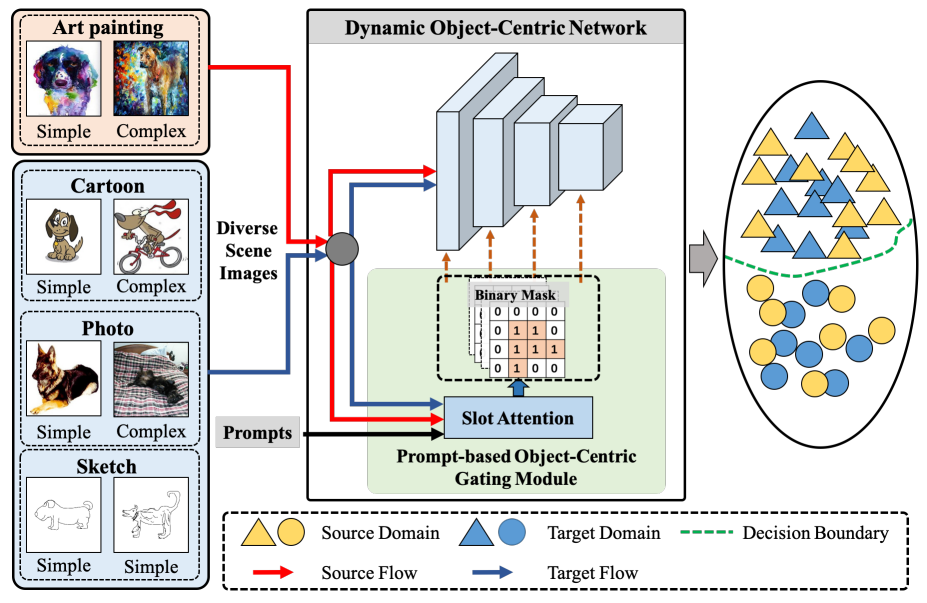 Art painting
Simple
Complex
Cartoon
Simple
Complex
Photo
Simple
Complex
Sketch
Simple
Simple
Diverse
Scene
Images
Prompts
Dynamic Object-Centric Network
Binary Mask
0 0 0 0
0 1 1 0
0 1 1 1
0 1 0 0
Slot Attention
Prompt-based Object-Centric
Gating Module
Source Domain
Target Domain
Decision Boundary
Source Flow
Target Flow